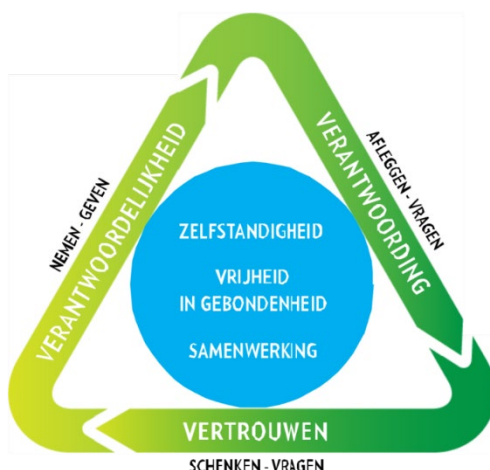 NEMEN - GEVEN
VERANTWOORDELIJKHEID
VERANTWOORDING
AFLEGGEN - VRAGEN
ZELFSTANDIGHEID
VRIJHEID
IN GEBONDENHEID
SAMENWERKING
VERTROUWEN
SCHENKEN - VRAGEN